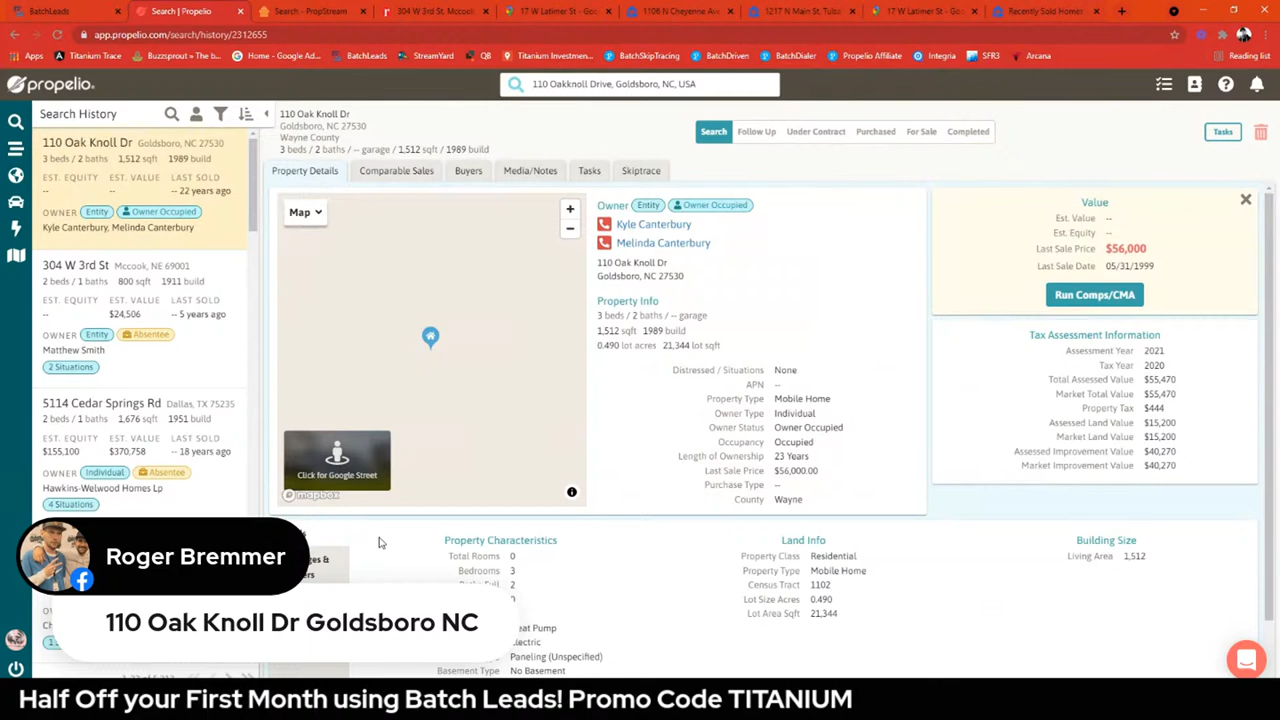 BatchLeads
Search | Propelio
Search - PropStream
304 W 3rd St, Mccook,
17 W Latimer St - Goo
1106 N Cheyenne Ave
1217 N Main St, Tulsa
17 W Latimer St - Goo
Recently Sold Homes
app.propelio.com/search/history/2312655
Apps
Titanium Trace
Buzzsprout » The b...
Home - Google Ad...
BatchLeads
StreamYard
QB
Titanium Investmen...
BatchSkipTracing
BatchDriven
BatchDialer
Propelio Affiliate
Integria
SFR3
Arcana
Reading list
propelio.
110 Oakknoll Drive, Goldsboro, NC, USA
Search History
110 Oak Knoll Dr Goldsboro, NC 27530
3 beds / 2 baths 1,512 sqft 1989 build
EST. EQUITY EST. VALUE LAST SOLD
-- -- -- 22 years ago
OWNER Entity Owner Occupied
Kyle Canterbury, Melinda Canterbury
304 W 3rd St Mccook, NE 69001
2 beds / 1 baths 800 sqft 1911 build
EST. EQUITY EST. VALUE LAST SOLD
-- $24,506 -- 5 years ago
OWNER Entity Absentee
Matthew Smith
2 Situations
5114 Cedar Springs Rd Dallas, TX 75235
2 beds / 1 baths 1,676 sqft 1951 build
EST. EQUITY EST. VALUE LAST SOLD
$155,100 $370,758 -- 18 years ago
OWNER Individual Absentee
Hawkins-Welwood Homes Lp
4 Situations
110 Oak Knoll Dr
Goldsboro, NC 27530
Wayne County
3 beds / 2 baths / -- garage / 1,512 sqft / 1989 build
Search Follow Up Under Contract Purchased For Sale Completed
Tasks
Property Details Comparable Sales Buyers Media/Notes Tasks Skiptrace
Map
+
−
Click for Google Street
mapbox
Owner Entity Owner Occupied
Kyle Canterbury
Melinda Canterbury
110 Oak Knoll Dr
Goldsboro, NC 27530
Property Info
3 beds / 2 baths / -- garage
1,512 sqft 1989 build
0.490 lot acres 21,344 lot sqft
Distressed / Situations None
APN --
Property Type Mobile Home
Owner Type Individual
Owner Status Owner Occupied
Occupancy Occupied
Length of Ownership 23 Years
Last Sale Price $56,000.00
Purchase Type --
County Wayne
Value
Est. Value --
Est. Equity --
Last Sale Price $56,000
Last Sale Date 05/31/1999
Run Comps/CMA
Tax Assessment Information
Assessment Year 2021
Tax Year 2020
Total Assessed Value $55,470
Market Total Value $55,470
Property Tax $444
Assessed Land Value $15,200
Market Land Value $15,200
Assessed Improvement Value $40,270
Market Improvement Value $40,270
Property Characteristics
Total Rooms 0
Bedrooms 3
2
0
Heat Pump
Electric
Paneling (Unspecified)
Basement Type No Basement
Land Info
Property Class Residential
Property Type Mobile Home
Census Tract 1102
Lot Size Acres 0.490
Lot Area Sqft 21,344
Building Size
Living Area 1,512
Roger Bremmer
110 Oak Knoll Dr Goldsboro NC
Half Off your First Month using Batch Leads! Promo Code TITANIUM